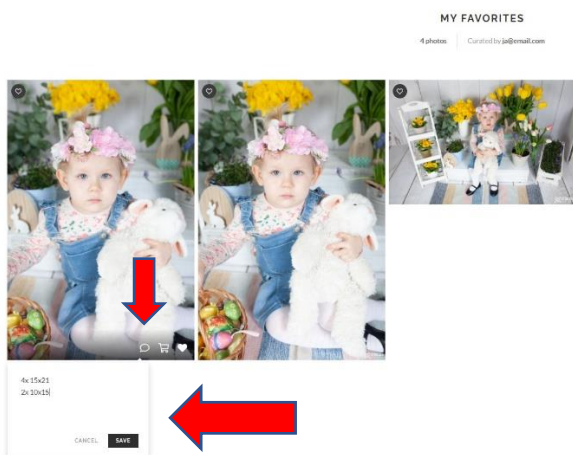 MY FAVORITES
4 photos
Curated by ja@email.com
4x 15x21
2x 10x15
CANCEL
SAVE